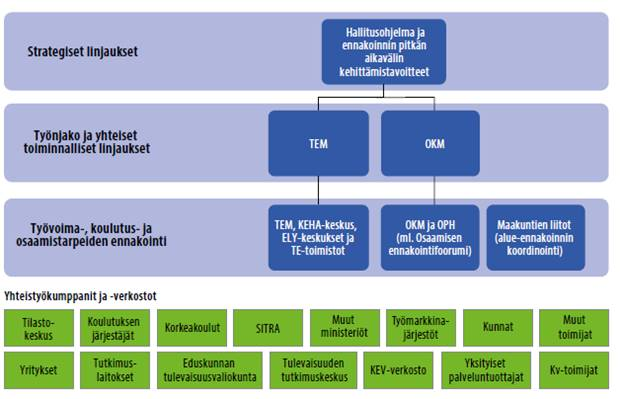 Strategiset linjaukset
Hallitusohjelma ja
ennakoinnin pitkän
aikavälin
kehittämistavoitteet
Työnjako ja yhteiset
toiminnalliset linjaukset
TEM
OKM
Työvoima-, koulutus- ja
osaamistarpeiden ennakointi
TEM, KEHA-keskus,
ELY-keskukset ja
TE-toimistot
OKM ja OPH
(ml. Osaamisen
ennakointifoorumi)
Maakuntien liitot
(alue-ennakoinnin
koordinointi)
Yhteistyökumppanit ja -verkostot
Tilasto-
keskus
Koulutuksen
järjestäjät
Korkeakoulut
SITRA
Muut
ministeriöt
Työmarkkina-
järjestöt
Kunnat
Muut
toimijat
Yritykset
Tutkimus-
laitokset
Eduskunnan
tulevaisuusvaliokunta
Tulevaisuuden
tutkimuskeskus
KEV-verkosto
Yksityiset
palveluntuottajat
Kv-toimijat